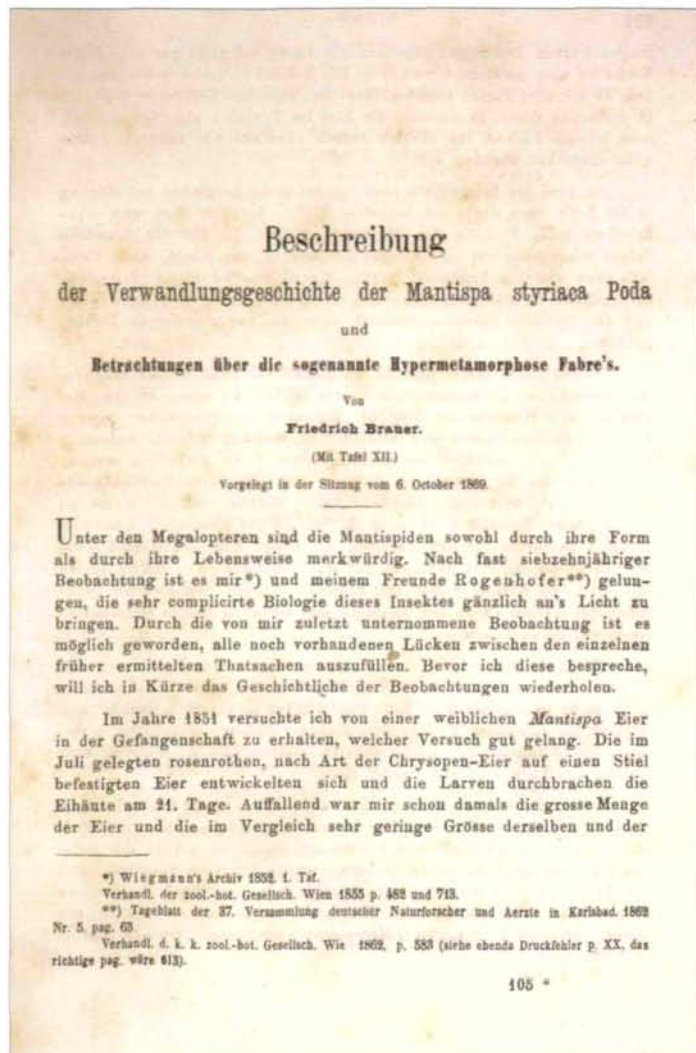 Beschreibung
der Verwandlungsgeschichte der Mantispa styriaca Poda
und
Betrachtungen über die sogenannte Hypermetamorphose Fabre's.
Von
Friedrich Brauer.
(Mit Tafel XII.)
Vorgelegt in der Sitzung vom 6. October 1869.
Unter den Megalopteren sind die Mantispiden sowohl durch ihre Form
als durch ihre Lebensweise merkwürdig. Nach fast siebzehnjähriger
Beobachtung ist es mir*) und meinem Freunde Rogenhofer**) gelun-
gen, die sehr complicirte Biologie dieses Insektes gänzlich an's Licht zu
bringen. Durch die von mir zuletzt unternommene Beobachtung ist es
möglich geworden, alle noch vorhandenen Lücken zwischen den einzelnen
früher ermittelten Thatsachen auszufüllen. Bevor ich diese bespreche,
will ich in Kürze das Geschichtliche der Beobachtungen wiederholen.
Im Jahre 1851 versuchte ich von einer weiblichen Mantispa Eier
in der Gefangenschaft zu erhalten, welcher Versuch gut gelang. Die im
Juli gelegten rosenrothen, nach Art der Chrysopen-Eier auf einen Stiel
befestigten Eier entwickelten sich und die Larven durchbrachen die
Eihäute am 21. Tage. Auffallend war mir schon damals die grosse Menge
der Eier und die im Vergleich sehr geringe Grösse derselben und der
*) Wiegmann's Archiv 1852. 1. Taf.
Verhandl. der zool.-bot. Gesellsch. Wien 1855 p. 482 und 713.
**) Tageblatt der 37. Versammlung deutscher Naturforscher und Aerzte in Karlsbad. 1862
Nr. 5. pag. 63
Verhandl. d. k. k. zool.-bot. Gesellsch. Wie 1862, p. 583 (siehe ebenda Druckfehler p. XX. das
richtige pag. wäre 613).
105 *